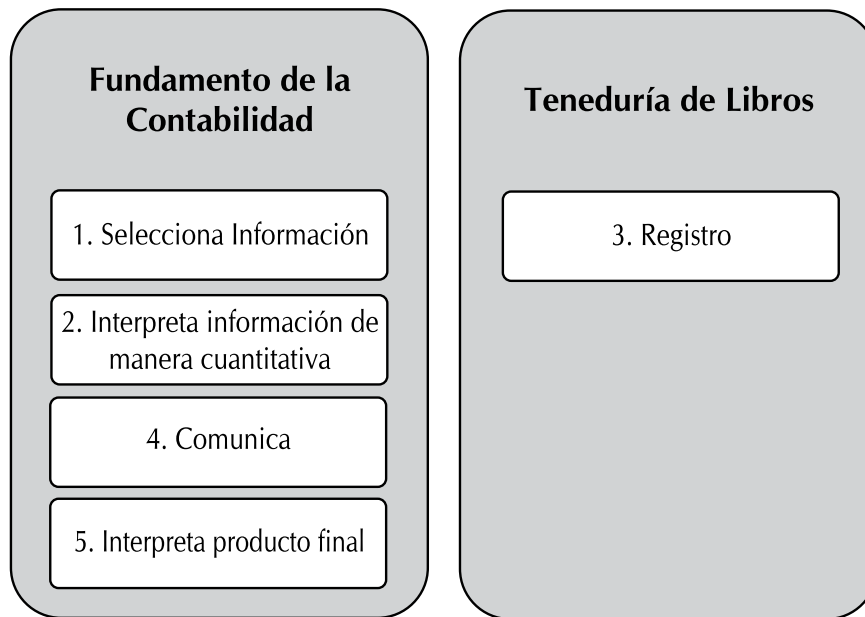 Fundamento de la
Contabilidad
1. Selecciona Información
2. Interpreta información de
manera cuantitativa
4. Comunica
5. Interpreta producto final
Teneduría de Libros
3. Registro